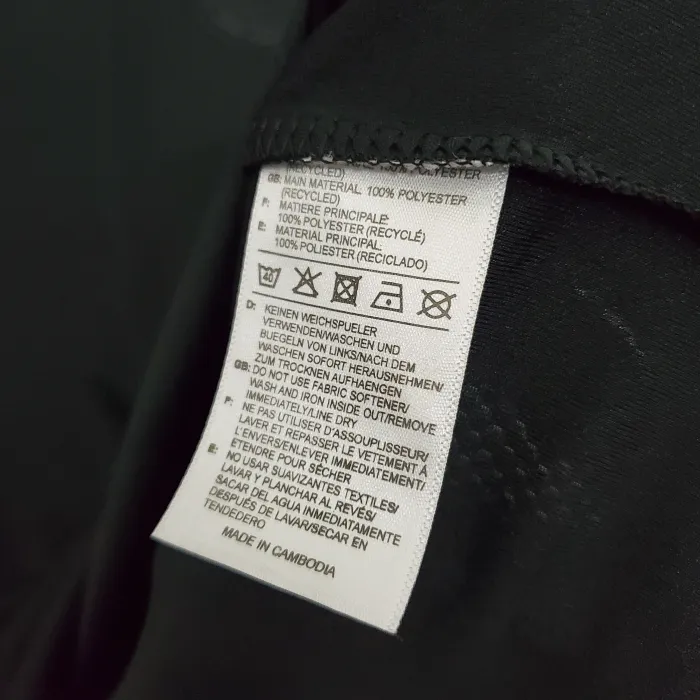 (RECYCLED) 100% POLYESTER
GB: MAIN MATERIAL: 100% POLYESTER
(RECYCLED)
F: MATIERE PRINCIPALE:
100% POLYESTER (RECYCLÉ)
E: MATERIAL PRINCIPAL:
100% POLIESTER (RECICLADO)
40
D: KEINEN WEICHSPUELER
VERWENDEN/WASCHEN UND
BUEGELN VON LINKS/NACH DEM
WASCHEN SOFORT HERAUSNEHMEN/
ZUM TROCKNEN AUFHAENGEN
GB: DO NOT USE FABRIC SOFTENER/
WASH AND IRON INSIDE OUT/REMOVE
IMMEDIATELY/LINE DRY
F: NE PAS UTILISER D'ASSOUPLISSEUR/
LAVER ET REPASSER LE VETEMENT À
L'ENVERS/ENLEVER IMMEDIATEMENT/
ETENDRE POUR SÉCHER
E: NO USAR SUAVIZANTES TEXTILES/
LAVAR Y PLANCHAR AL REVÉS/
SACAR DEL AGUA INMEDIATAMENTE
DESPUÉS DE LAVAR/SECAR EN
TENDEDERO
MADE IN CAMBODIA